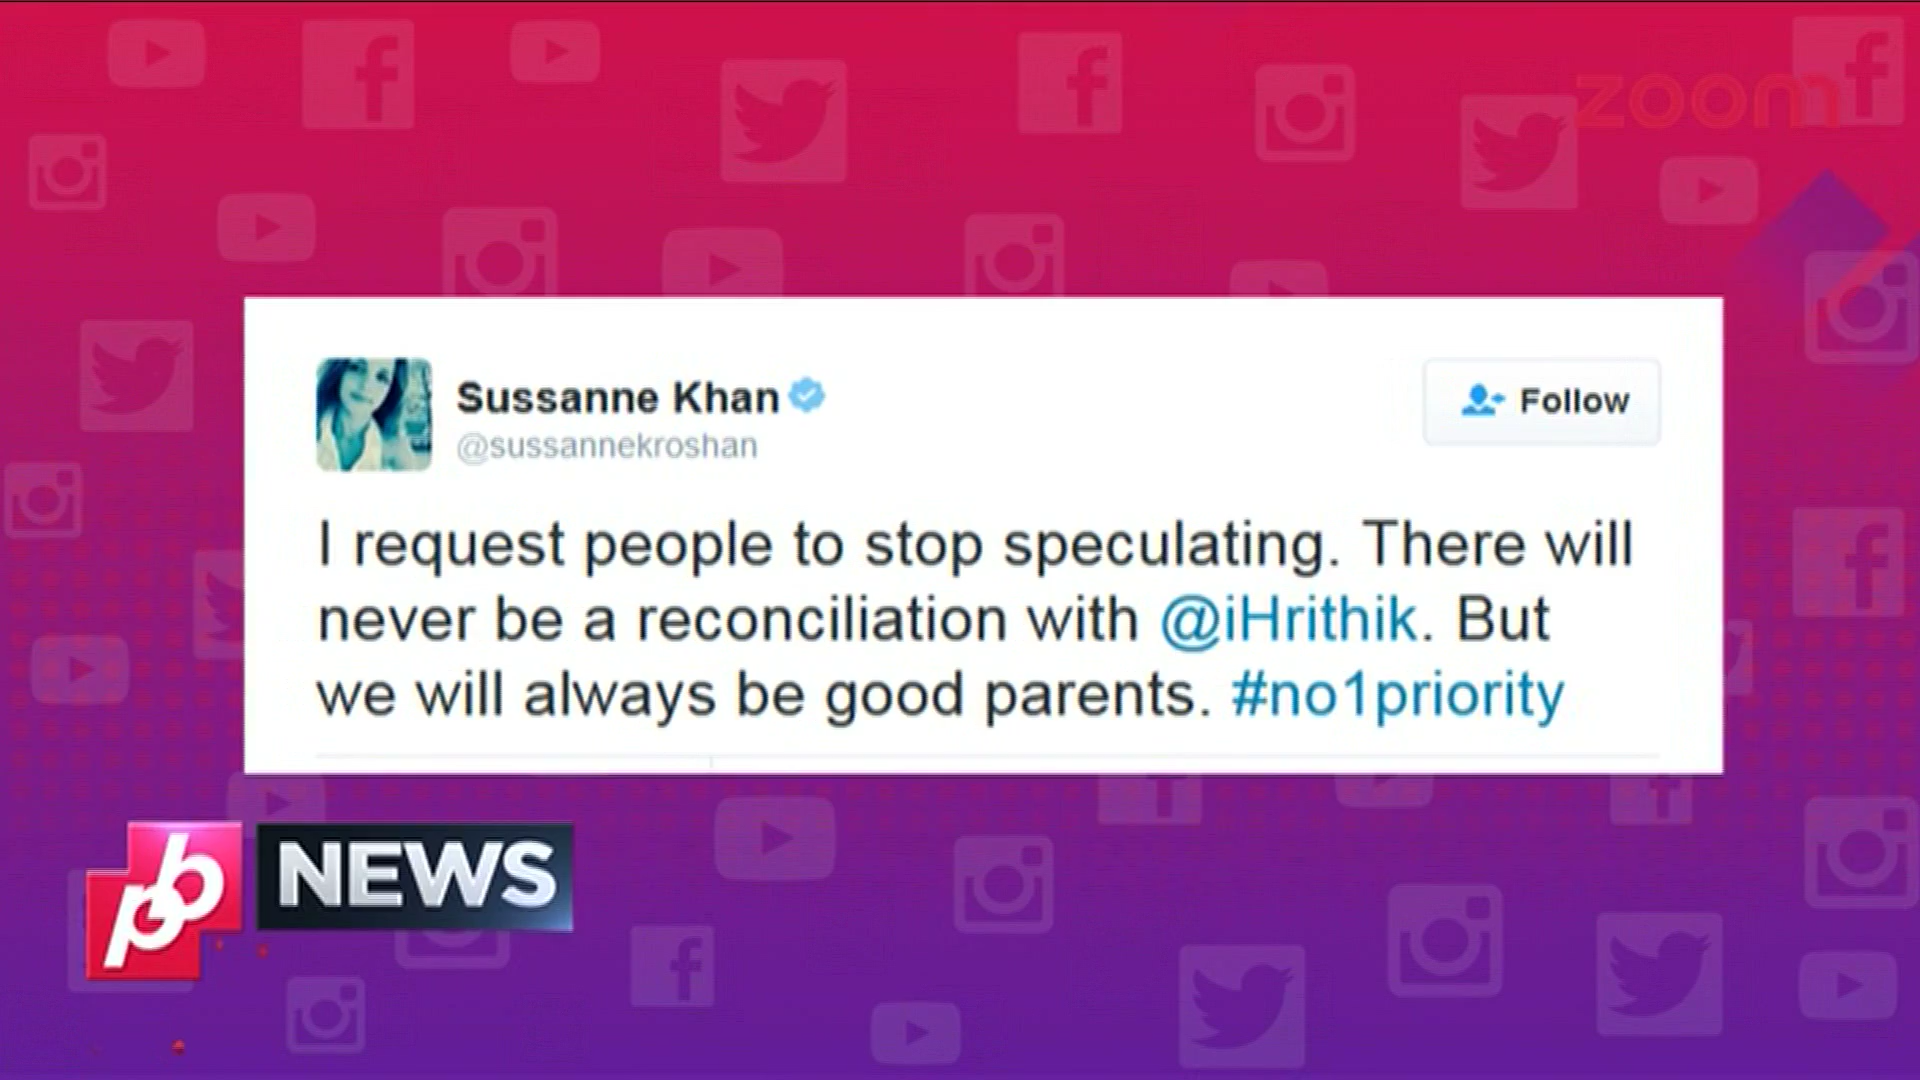 zoom
Sussanne Khan
@sussannekroshan
Follow
I request people to stop speculating. There will
never be a reconciliation with @iHrithik. But
we will always be good parents. #no1priority
pb NEWS